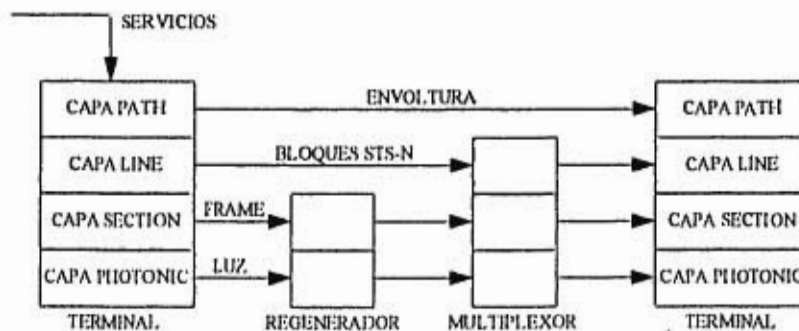 SERVICIOS
CAPA PATH
ENVOLTURA
CAPA PATH
CAPA LINE
BLOQUES STS-N
CAPA LINE
CAPA SECTION
FRAME
CAPA SECTION
CAPA PHOTONIC
LUZ
CAPA PHOTONIC
TERMINAL
REGENERADOR
MULTIPLEXOR
TERMINAL